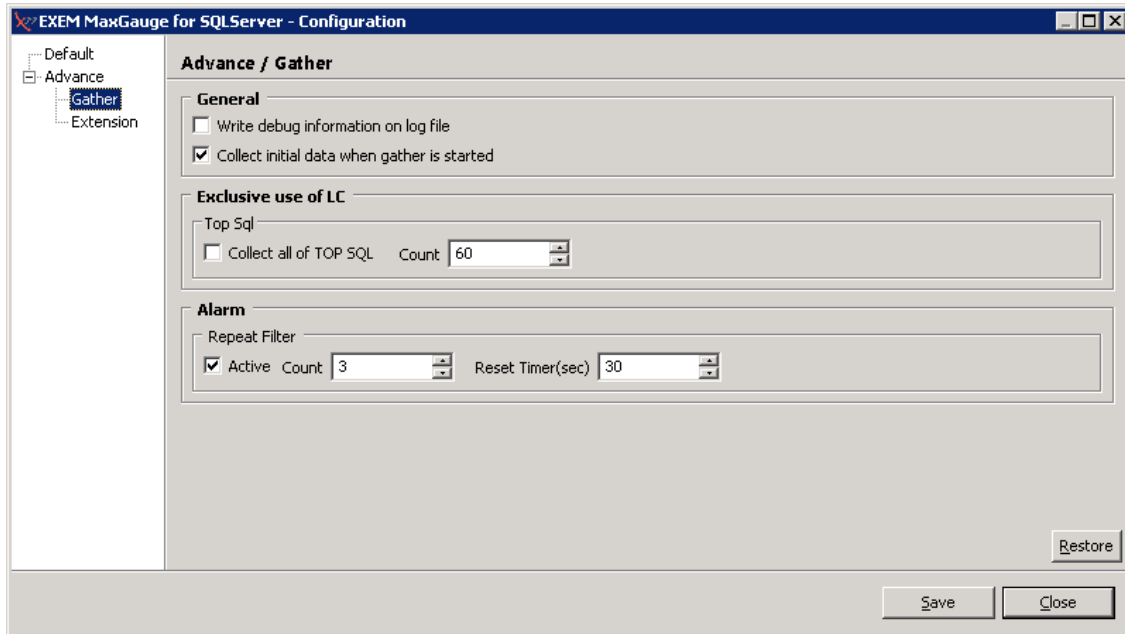 EXEM MaxGauge for SQLServer - Configuration
Default
Advance
Gather
Extension
Advance / Gather
General
Write debug information on log file
Collect initial data when gather is started
Exclusive use of LC
Top Sql
Collect all of TOP SQL Count 60
Alarm
Repeat Filter
Active Count 3 Reset Timer(sec) 30
Restore
Save Close